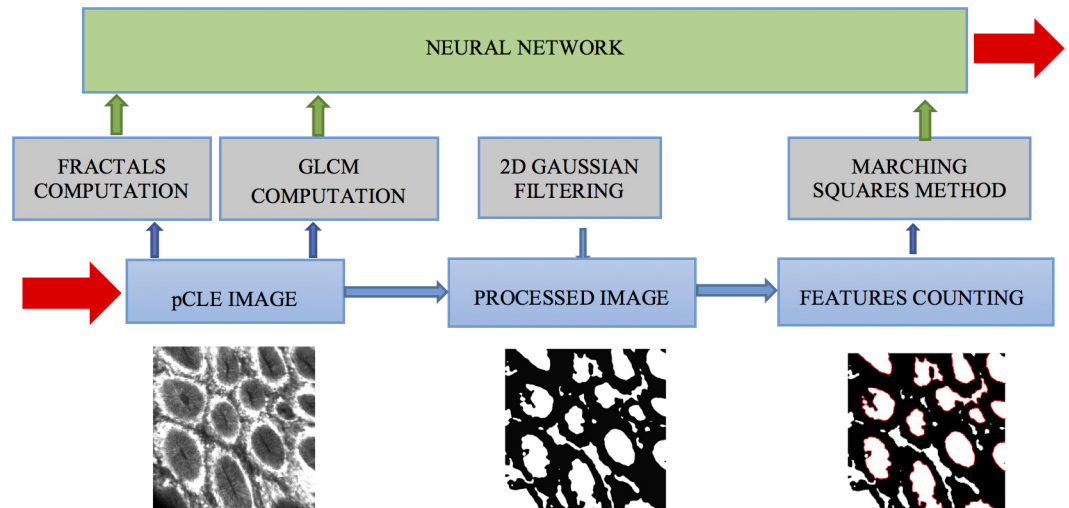 NEURAL NETWORK
FRACTALS
COMPUTATION
GLCM
COMPUTATION
2D GAUSSIAN
FILTERING
MARCHING
SQUARES METHOD
pCLE IMAGE
PROCESSED IMAGE
FEATURES COUNTING